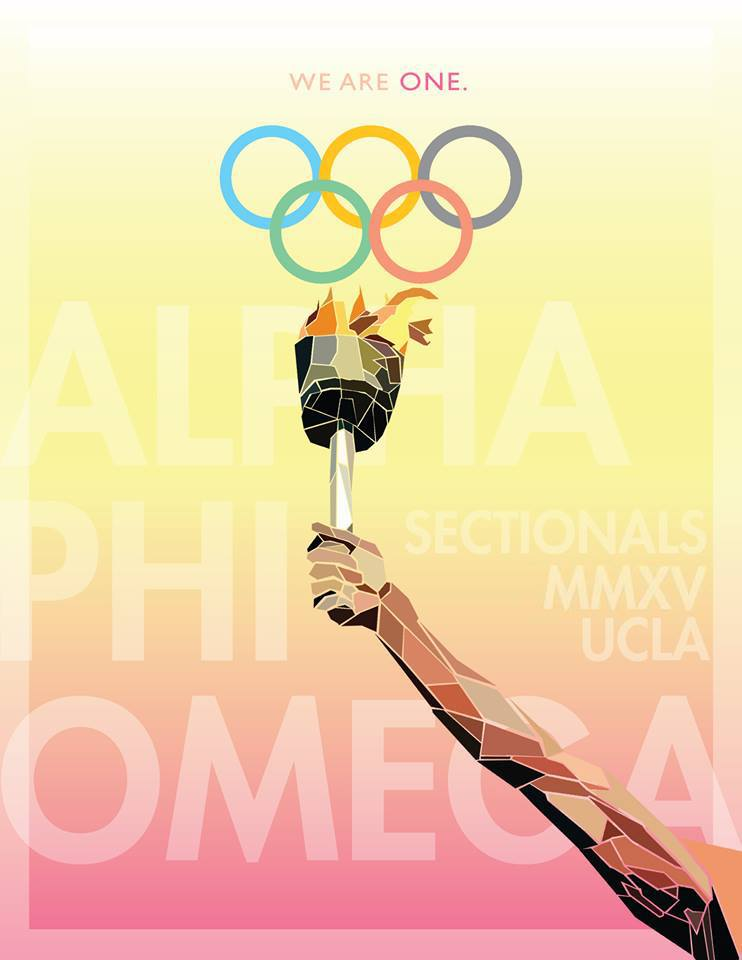 WE ARE ONE.
ALPHA
PHI
SECTIONALS
MMXV
UCLA
OMEGA